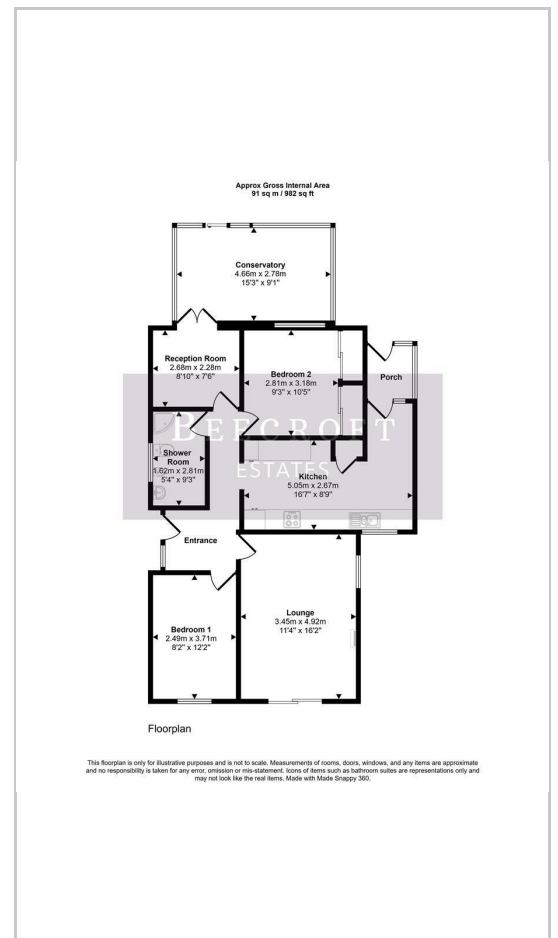 Approx Gross Internal Area
91 sq m / 982 sq ft
Conservatory
4.66m x 2.78m
15'3" x 9'1"
Reception Room
2.68m x 2.28m
8'10" x 7'6"
Bedroom 2
2.81m x 3.18m
9'3" x 10'5"
Porch
BEECROFT
ESTATES
Shower
Room
1.62m x 2.81m
5'4" x 9'3"
Kitchen
5.05m x 2.67m
16'7" x 8'9"
Entrance
Lounge
3.45m x 4.92m
11'4" x 16'2"
Bedroom 1
2.49m x 3.71m
8'2" x 12'2"
Floorplan
This floorplan is only for illustrative purposes and is not to scale. Measurements of rooms, doors, windows, and any items are approximate
and no responsibility is taken for any error, omission or mis-statement. Icons of items such as bathroom suites are representations only and
may not look like the real items. Made with Made Snappy 360.